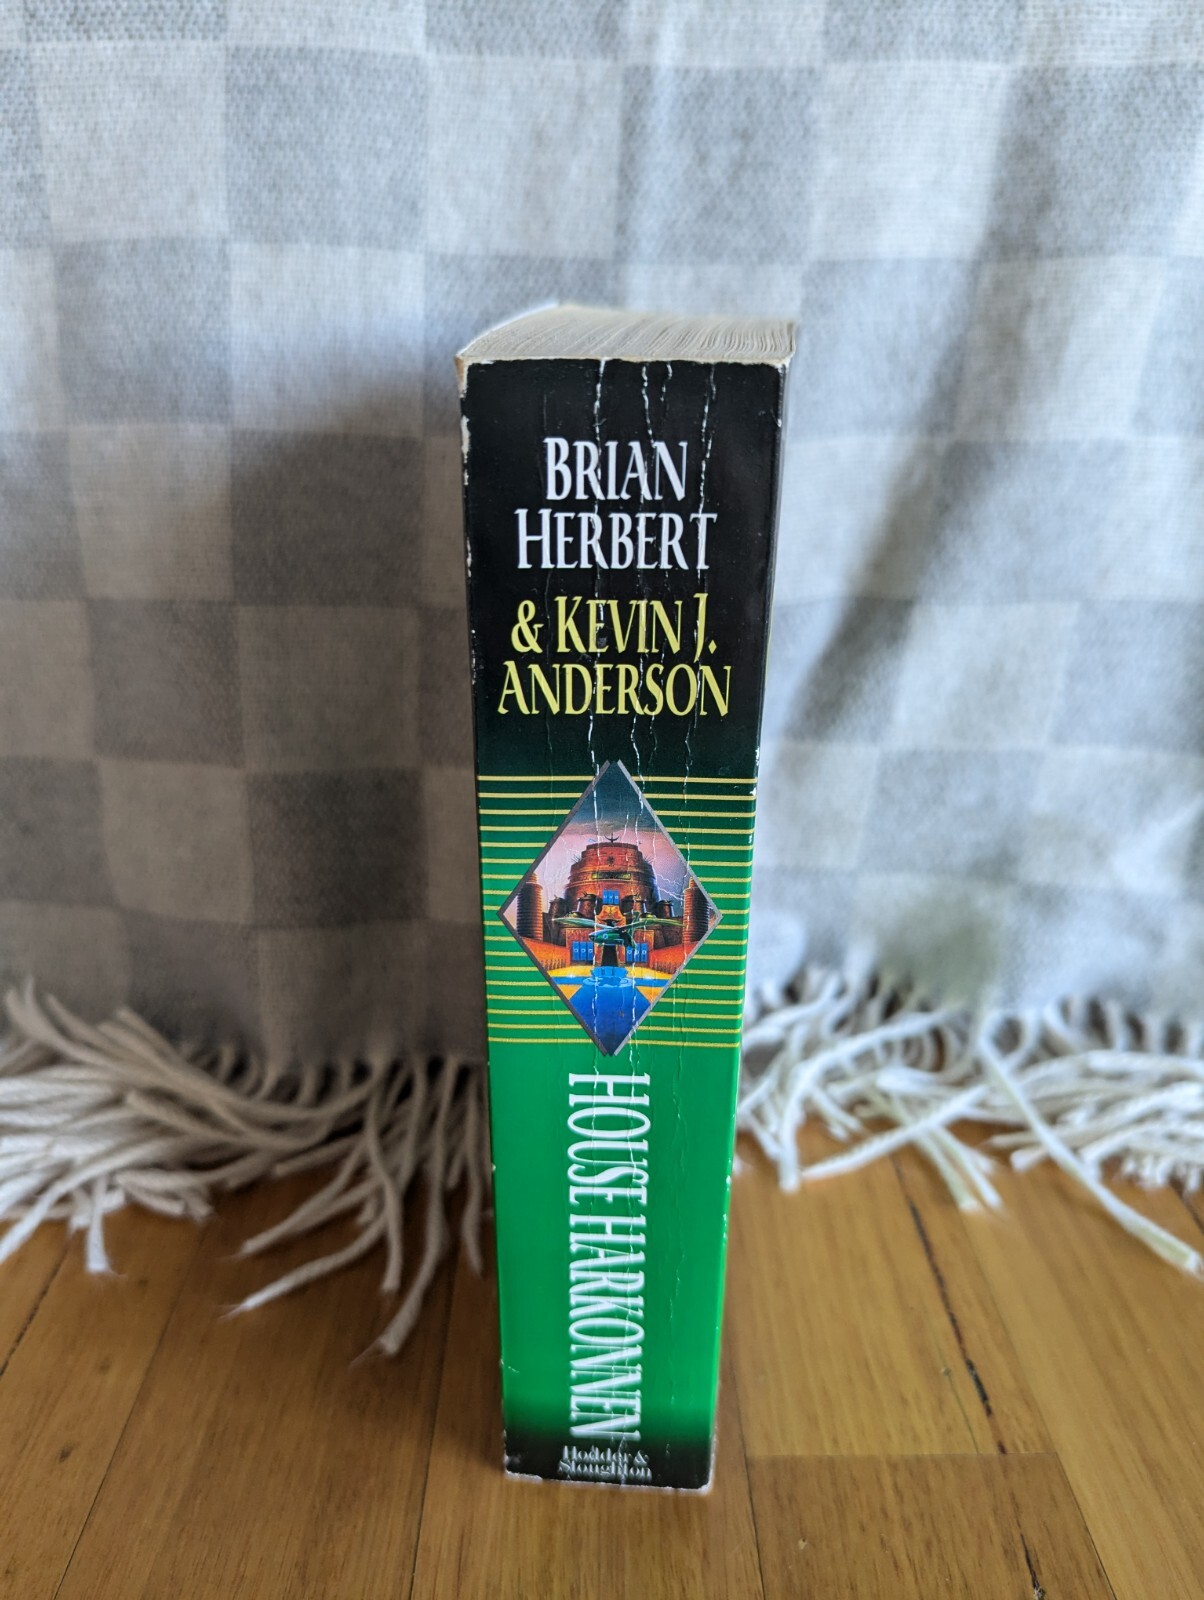 BRIAN
HERBERT
& KEVIN J.
ANDERSON
HOUSE HARKONNEN
Hodder &
Stoughton